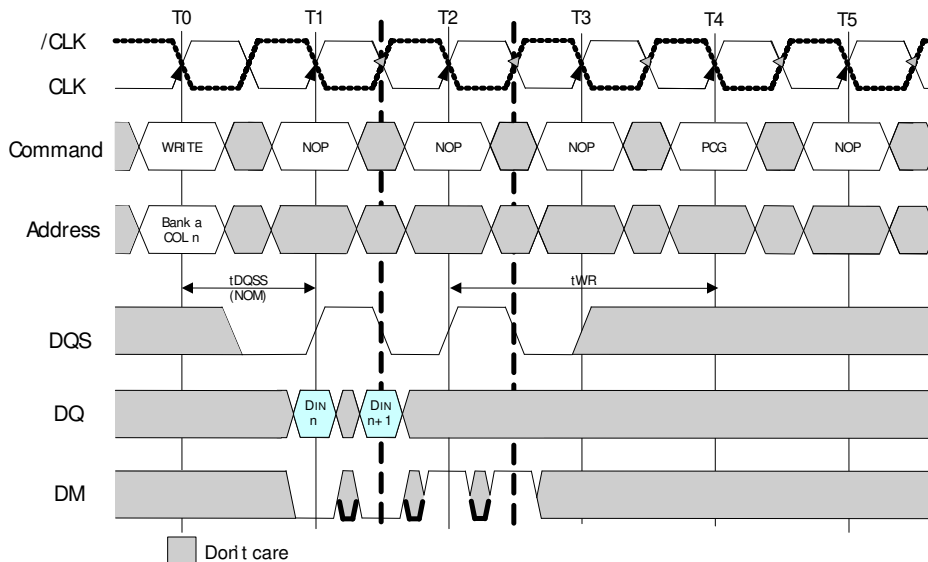 T0 T1 T2 T3 T4 T5
/CLK
CLK
Command WRITE NOP NOP NOP PCG NOP
Address Bank a
COL n
tDQSS
(NOM)
tWR
DQS
DQ DIN
n
DIN
n+1
DM
Don't care